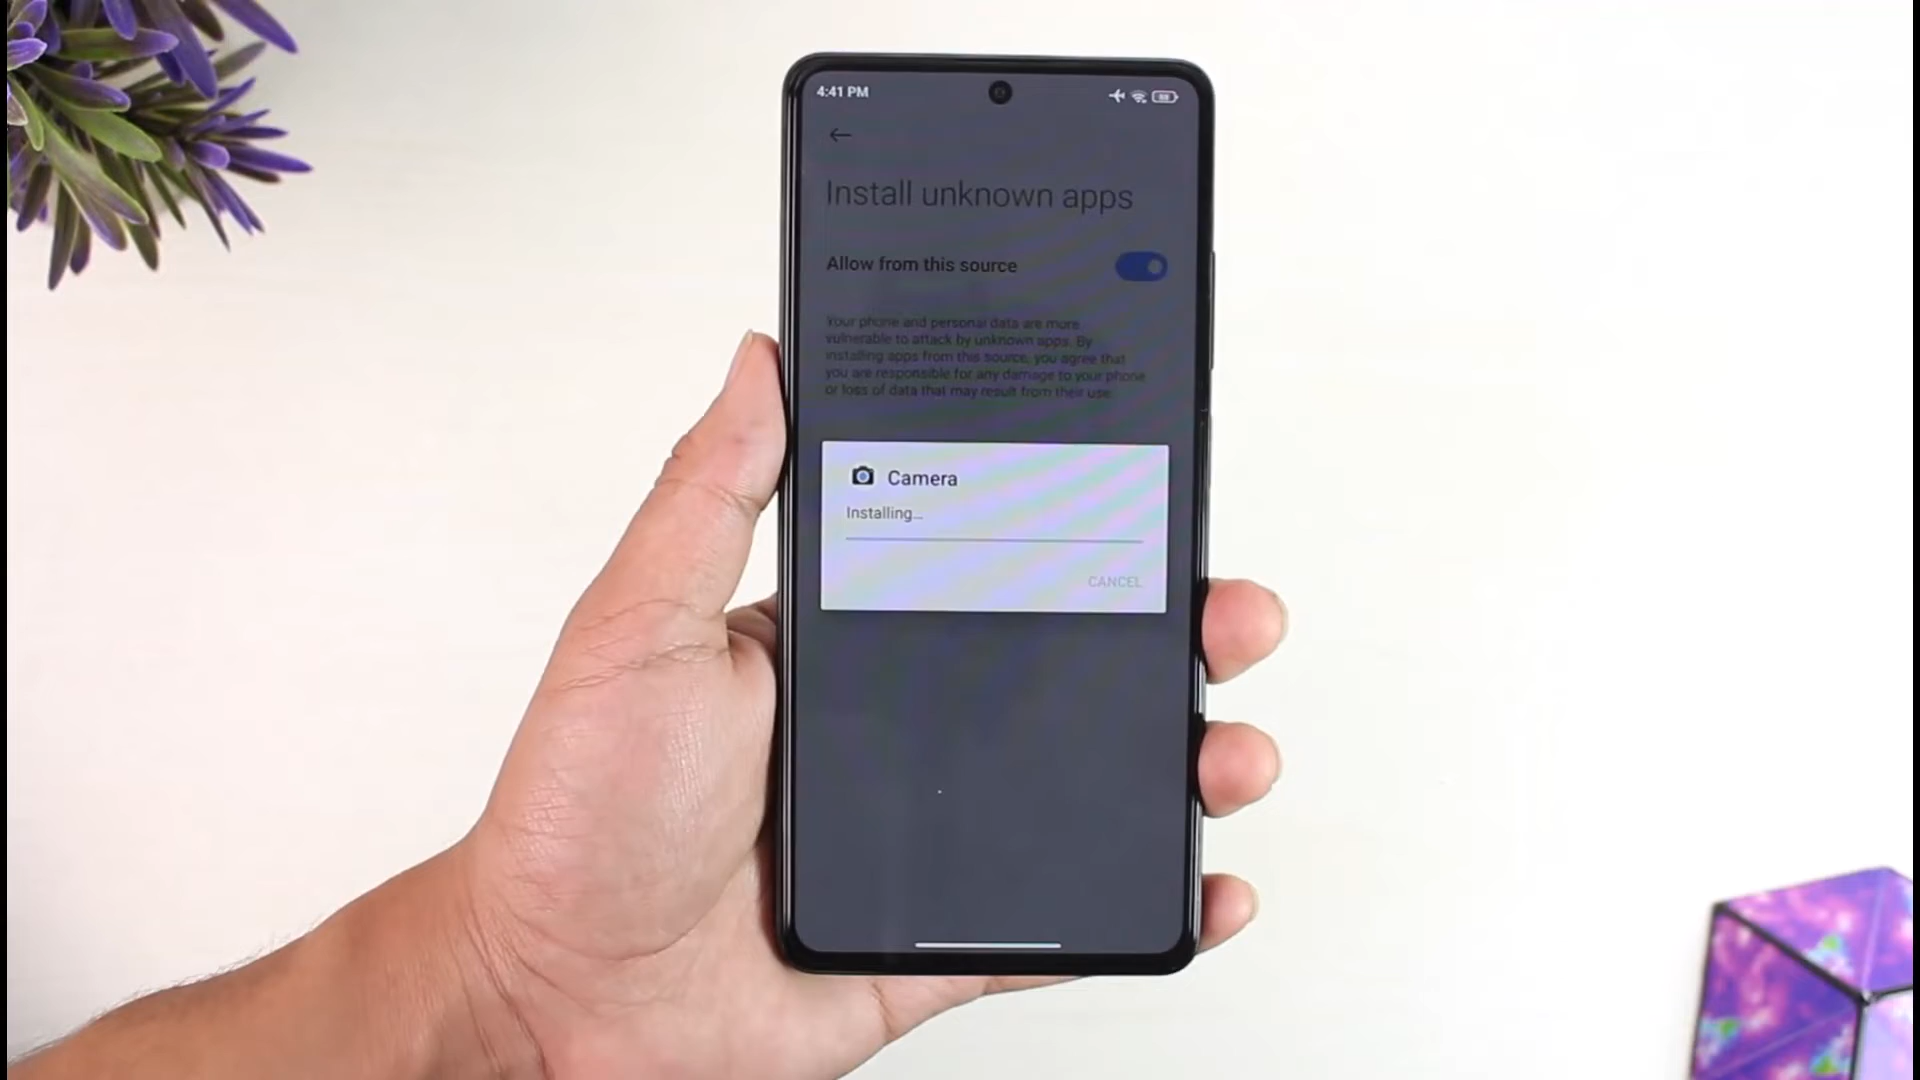 4:41 PM
Install unknown apps
Allow from this source
Your phone and personal data are more
vulnerable to attack by unknown apps. By
installing apps from this source, you agree that
you are responsible for any damage to your phone
or loss of data that may result from their use.
Camera
Installing...
CANCEL